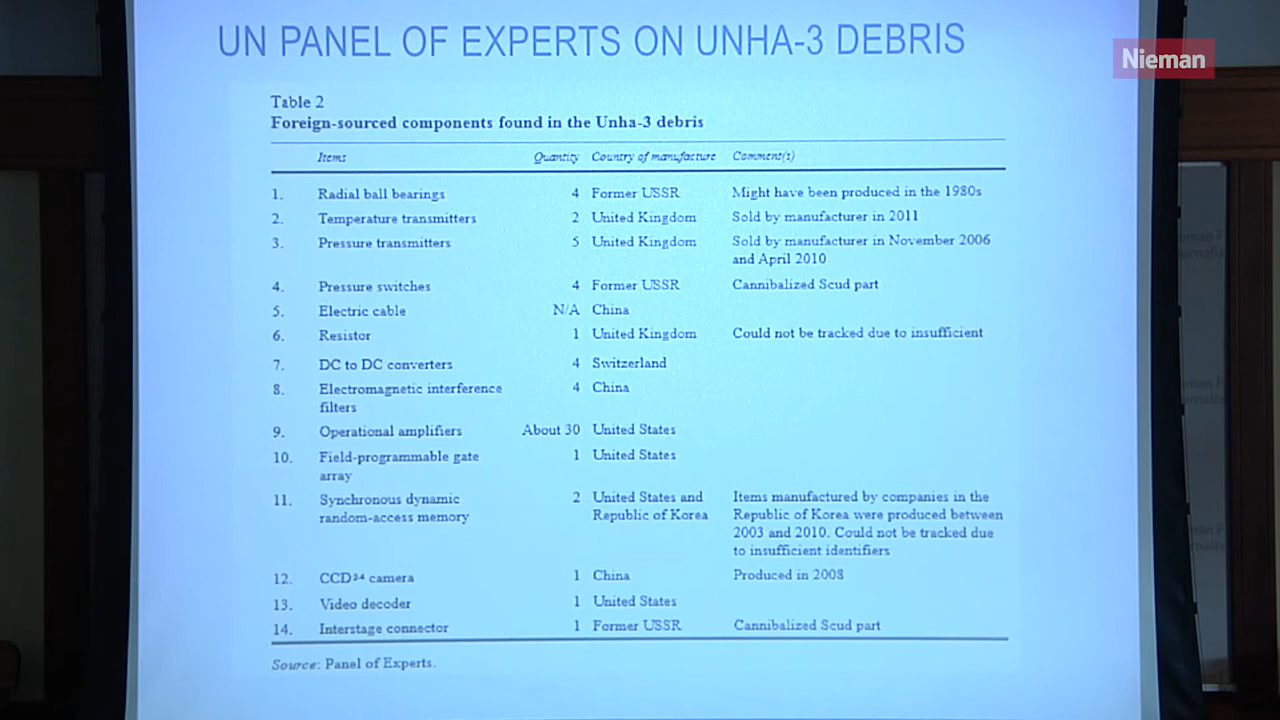 UN PANEL OF EXPERTS ON UNHA-3 DEBRIS
Nieman
Table 2
Foreign-sourced components found in the Unha-3 debris
Items Quantity Country of manufacture Comment(s)
1. Radial ball bearings 4 Former USSR Might have been produced in the 1980s
2. Temperature transmitters 2 United Kingdom Sold by manufacturer in 2011
3. Pressure transmitters 5 United Kingdom Sold by manufacturer in November 2006
and April 2010
4. Pressure switches 4 Former USSR Cannibalized Scud part
5. Electric cable N/A China
6. Resistor 1 United Kingdom Could not be tracked due to insufficient
7. DC to DC converters 4 Switzerland
8. Electromagnetic interference 4 China
filters
9. Operational amplifiers About 30 United States
10. Field-programmable gate 1 United States
array
11. Synchronous dynamic 2 United States and Items manufactured by companies in the
random-access memory Republic of Korea Republic of Korea were produced between
2003 and 2010. Could not be tracked due
to insufficient identifiers
12. CCD³⁴ camera 1 China Produced in 2008
13. Video decoder 1 United States
14. Interstage connector 1 Former USSR Cannibalized Scud part
Source: Panel of Experts.